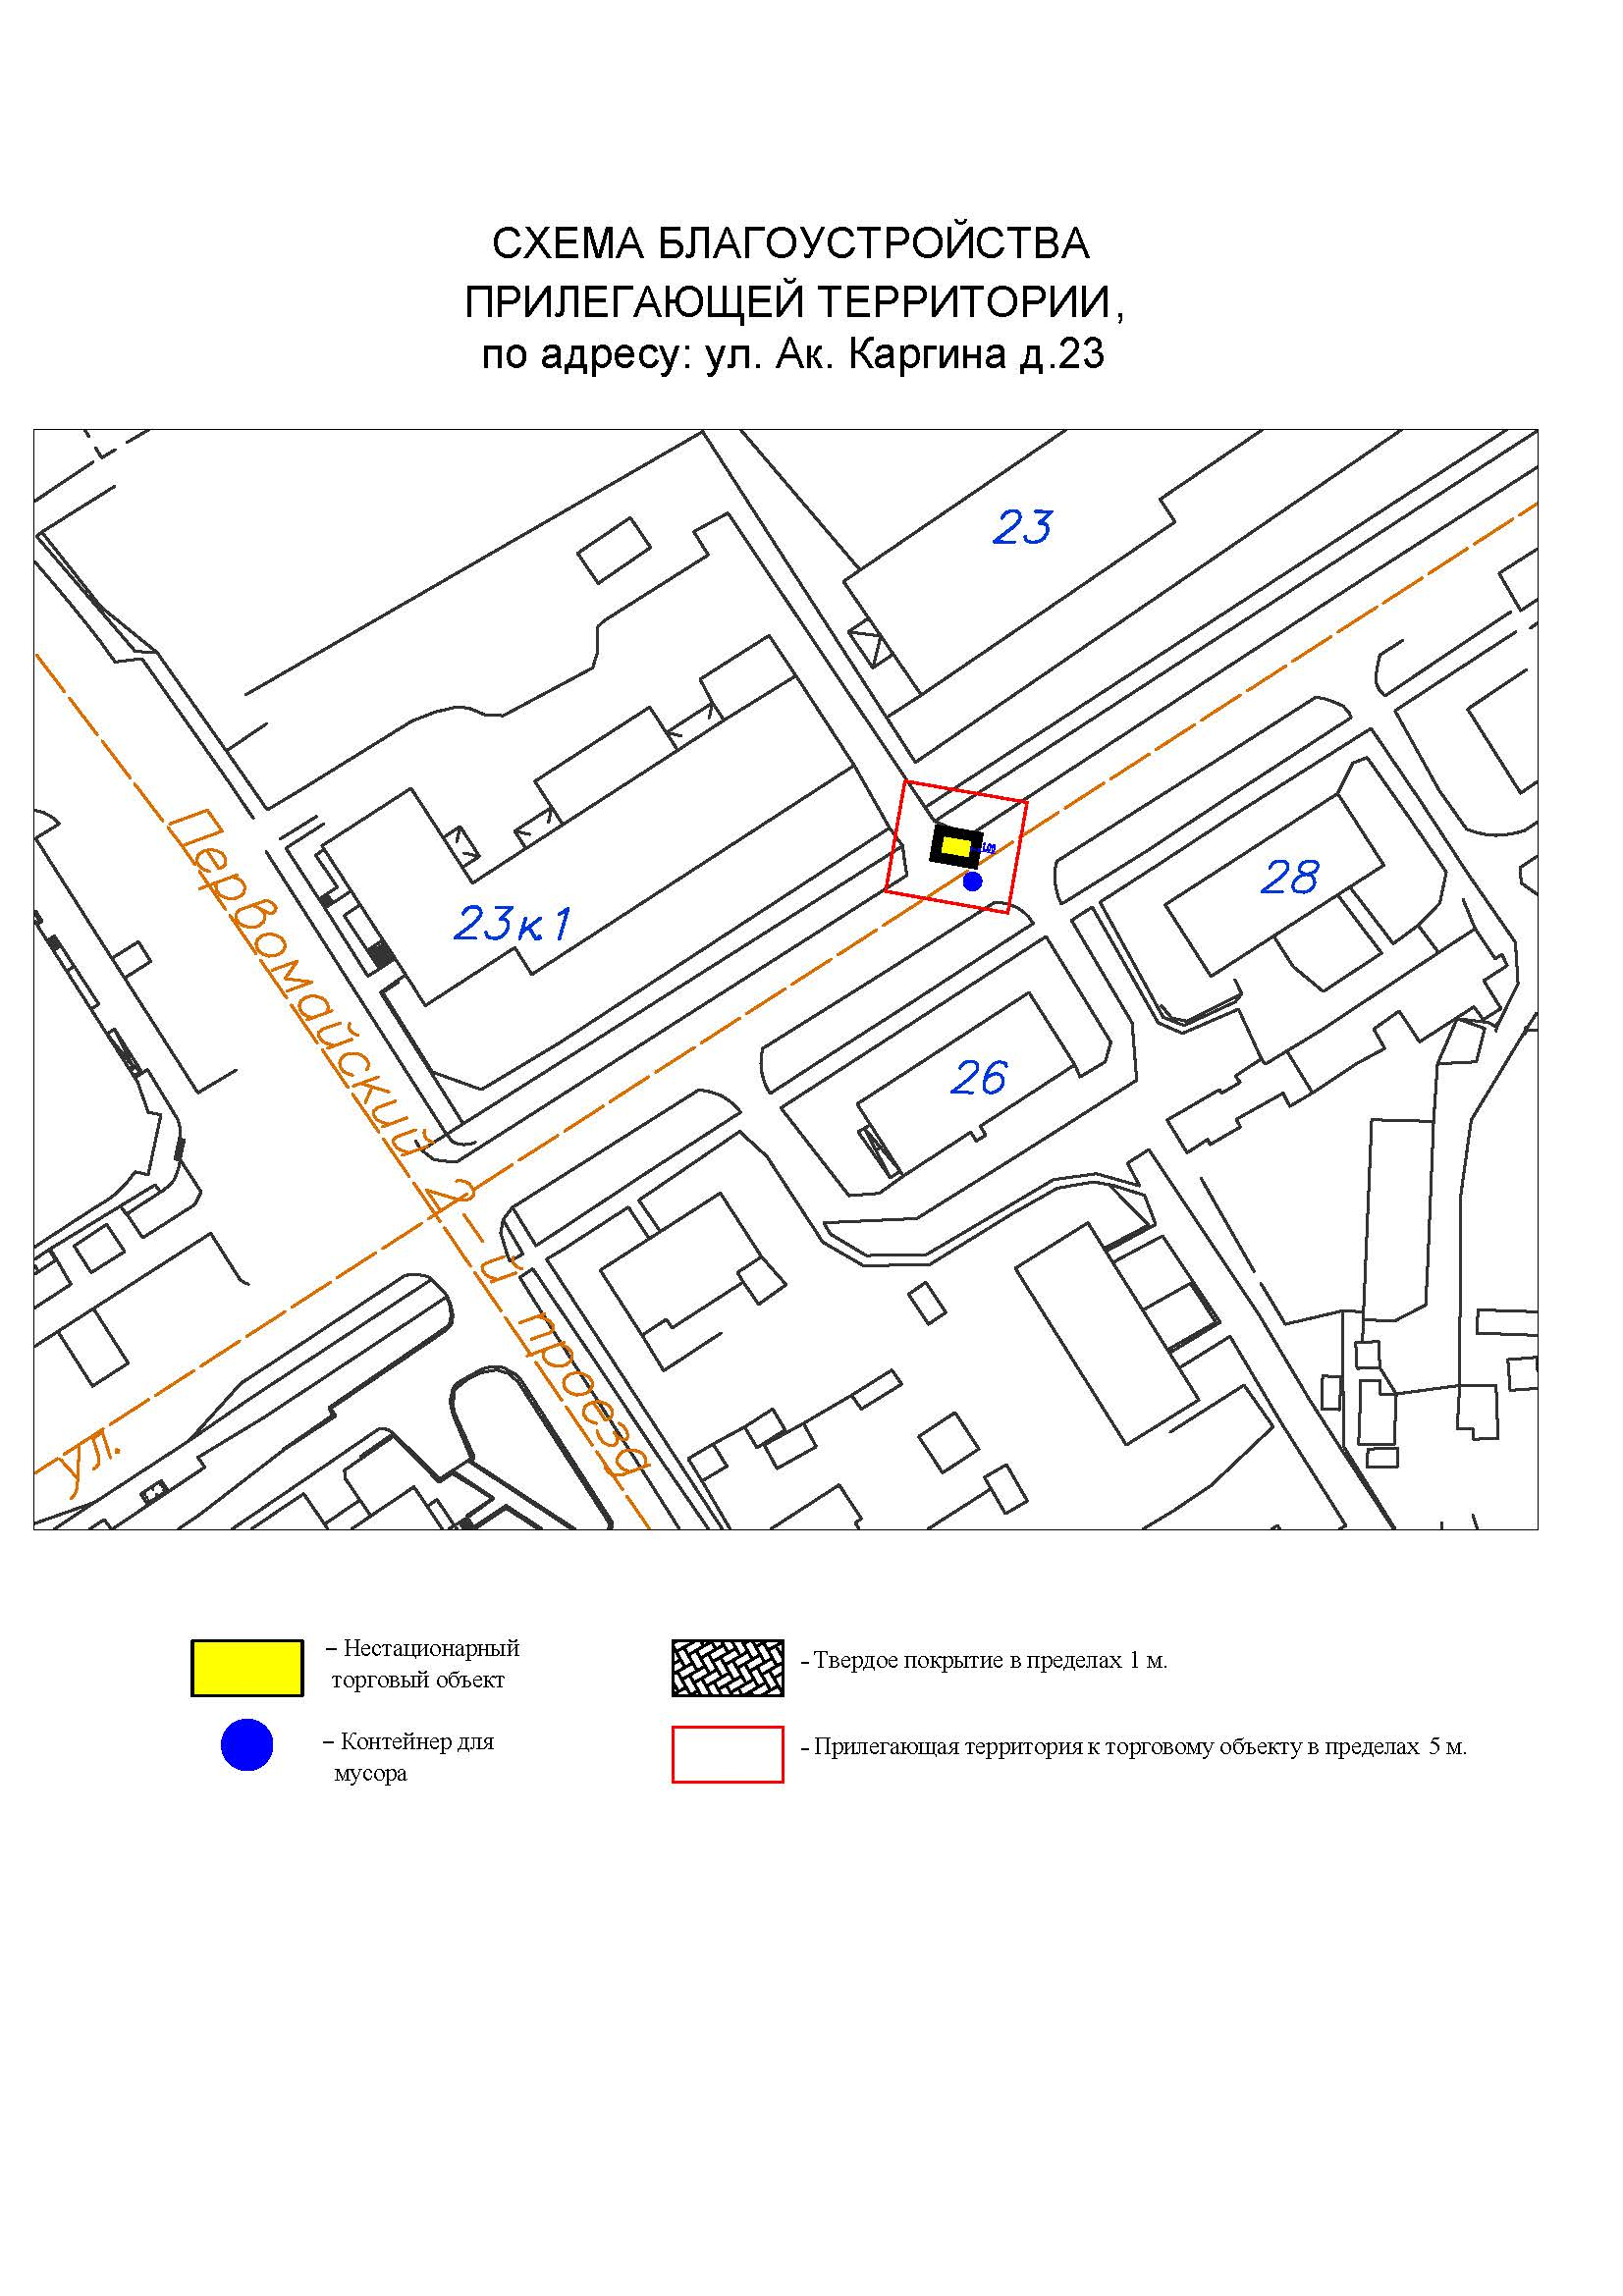 СХЕМА БЛАГОУСТРОЙСТВА
ПРИЛЕГАЮЩЕЙ ТЕРРИТОРИИ,
по адресу: ул. Ак. Каргина д.23
23
28
23к1
26
Первомайский 2-й проезд
ул.
– Нестационарный
торговый объект
– Твердое покрытие в пределах 1 м.
– Контейнер для
мусора
– Прилегающая территория к торговому объекту в пределах 5 м.